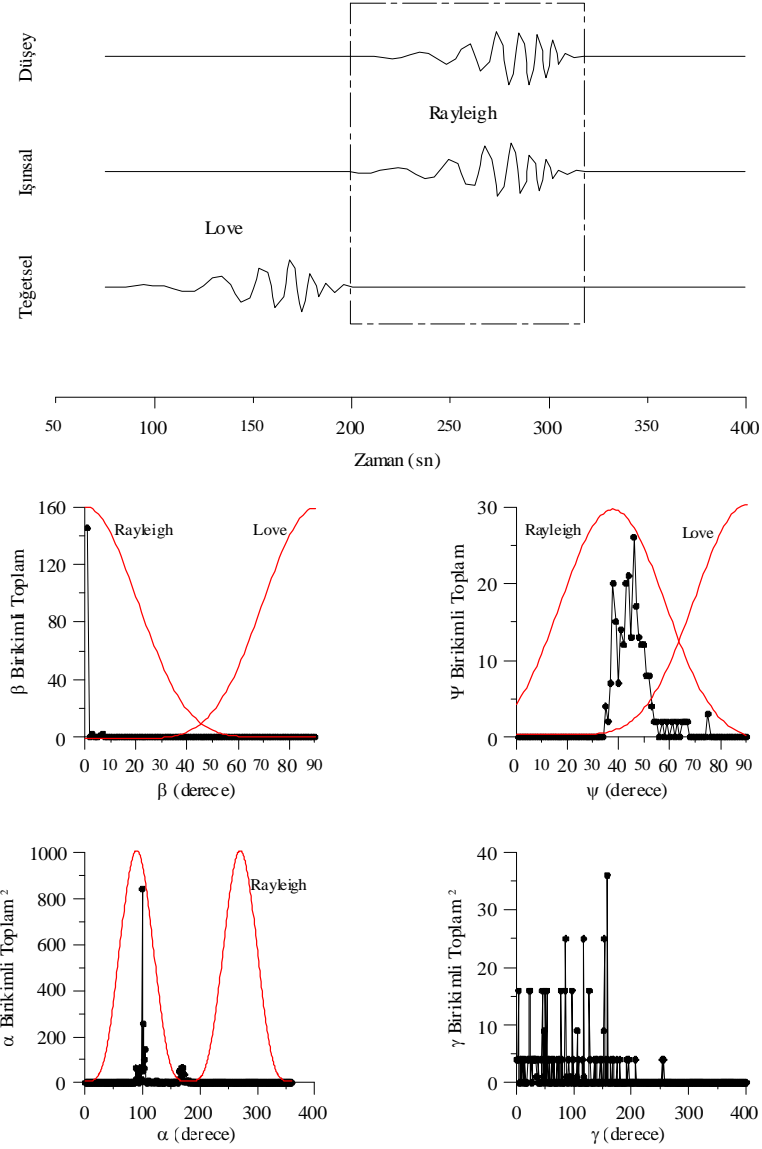 Düşey
Rayleigh
Işınsal
Love
Teğetsel
50 100 150 200 250 300 350 400
Zaman (sn)
β Birikimli Toplam
160
120
80
40
0
Rayleigh
Love
0 10 20 30 40 50 60 70 80 90
β (derece)
Ψ Birikimli Toplam
30
20
10
0
Rayleigh
Love
0 10 20 30 40 50 60 70 80 90
ψ (derece)
α Birikimli Toplam²
1000
800
600
400
200
0
Rayleigh
0 100 200 300 400
α (derece)
γ Birikimli Toplam²
40
30
20
10
0
0 100 200 300 400
γ (derece)